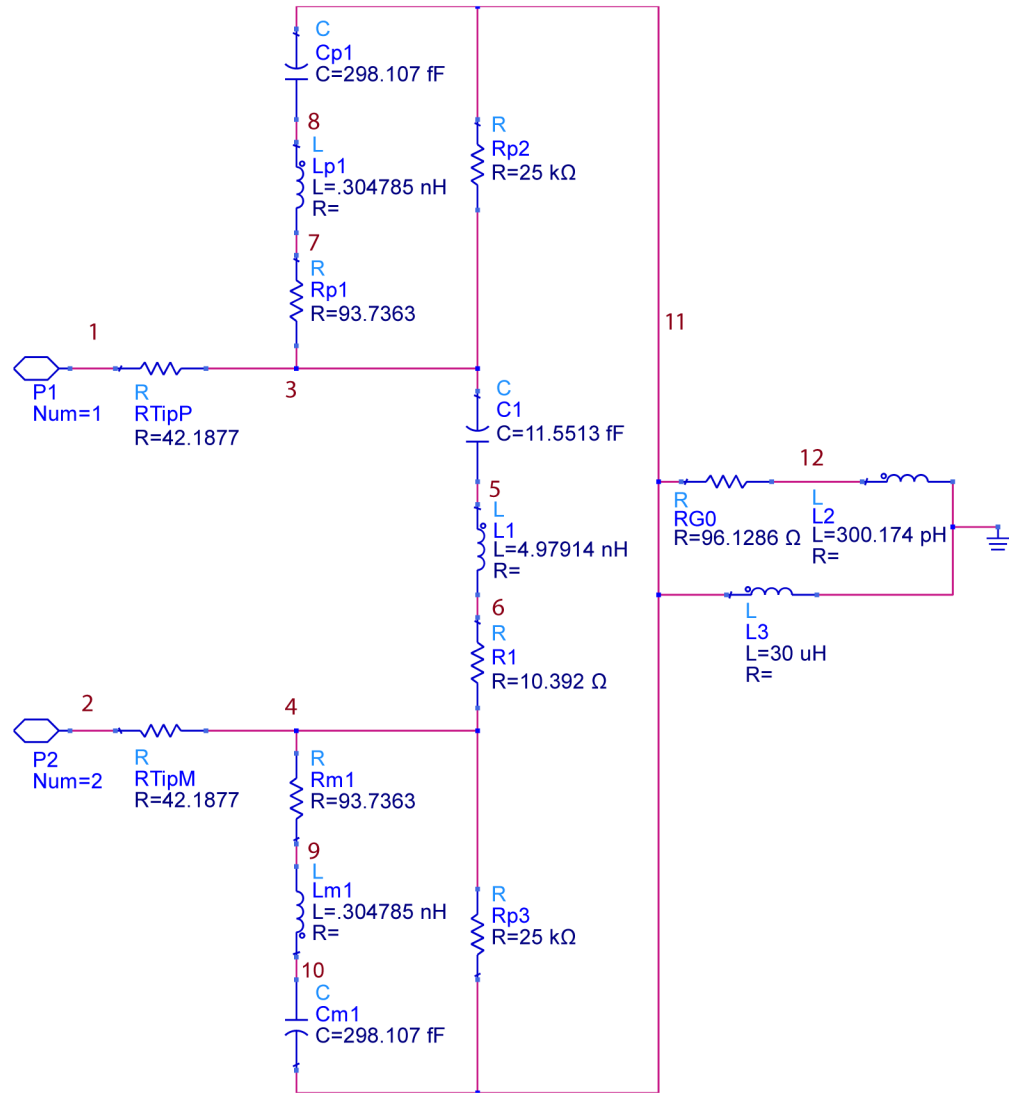 C
Cp1
C=298.107 fF
8
L
Lp1
L=.304785 nH
R=
7
R
Rp1
R=93.7363
R
Rp2
R=25 kΩ
1
P1
Num=1
R
RTipP
R=42.1877
3
C
C1
C=11.5513 fF
5
L
L1
L=4.97914 nH
R=
6
R
R1
R=10.392 Ω
11
12
R
RG0
R=96.1286 Ω
L
L2
L=300.174 pH
R=
L
L3
L=30 uH
R=
2
P2
Num=2
R
RTipM
R=42.1877
4
R
Rm1
R=93.7363
9
L
Lm1
L=.304785 nH
R=
10
C
Cm1
C=298.107 fF
R
Rp3
R=25 kΩ